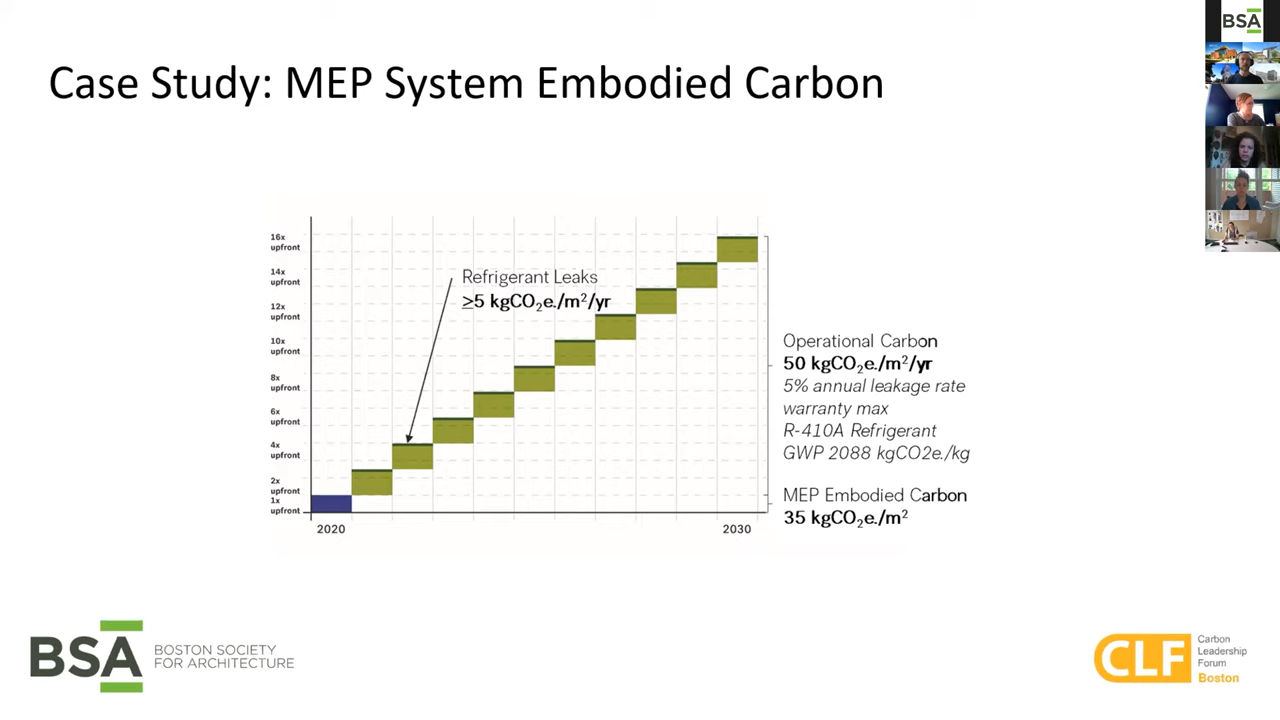 BSA
Case Study: MEP System Embodied Carbon
16x
upfront
14x
upfront
12x
upfront
10x
upfront
8x
upfront
6x
upfront
4x
upfront
2x
upfront
1x
upfront
2020
2030
Refrigerant Leaks
≥5 kgCO₂e./m²/yr
Operational Carbon
50 kgCO₂e./m²/yr
5% annual leakage rate
warranty max
R-410A Refrigerant
GWP 2088 kgCO2e./kg
MEP Embodied Carbon
35 kgCO₂e./m²
BSA
BOSTON SOCIETY
FOR ARCHITECTURE
CLF
Carbon
Leadership
Forum
Boston